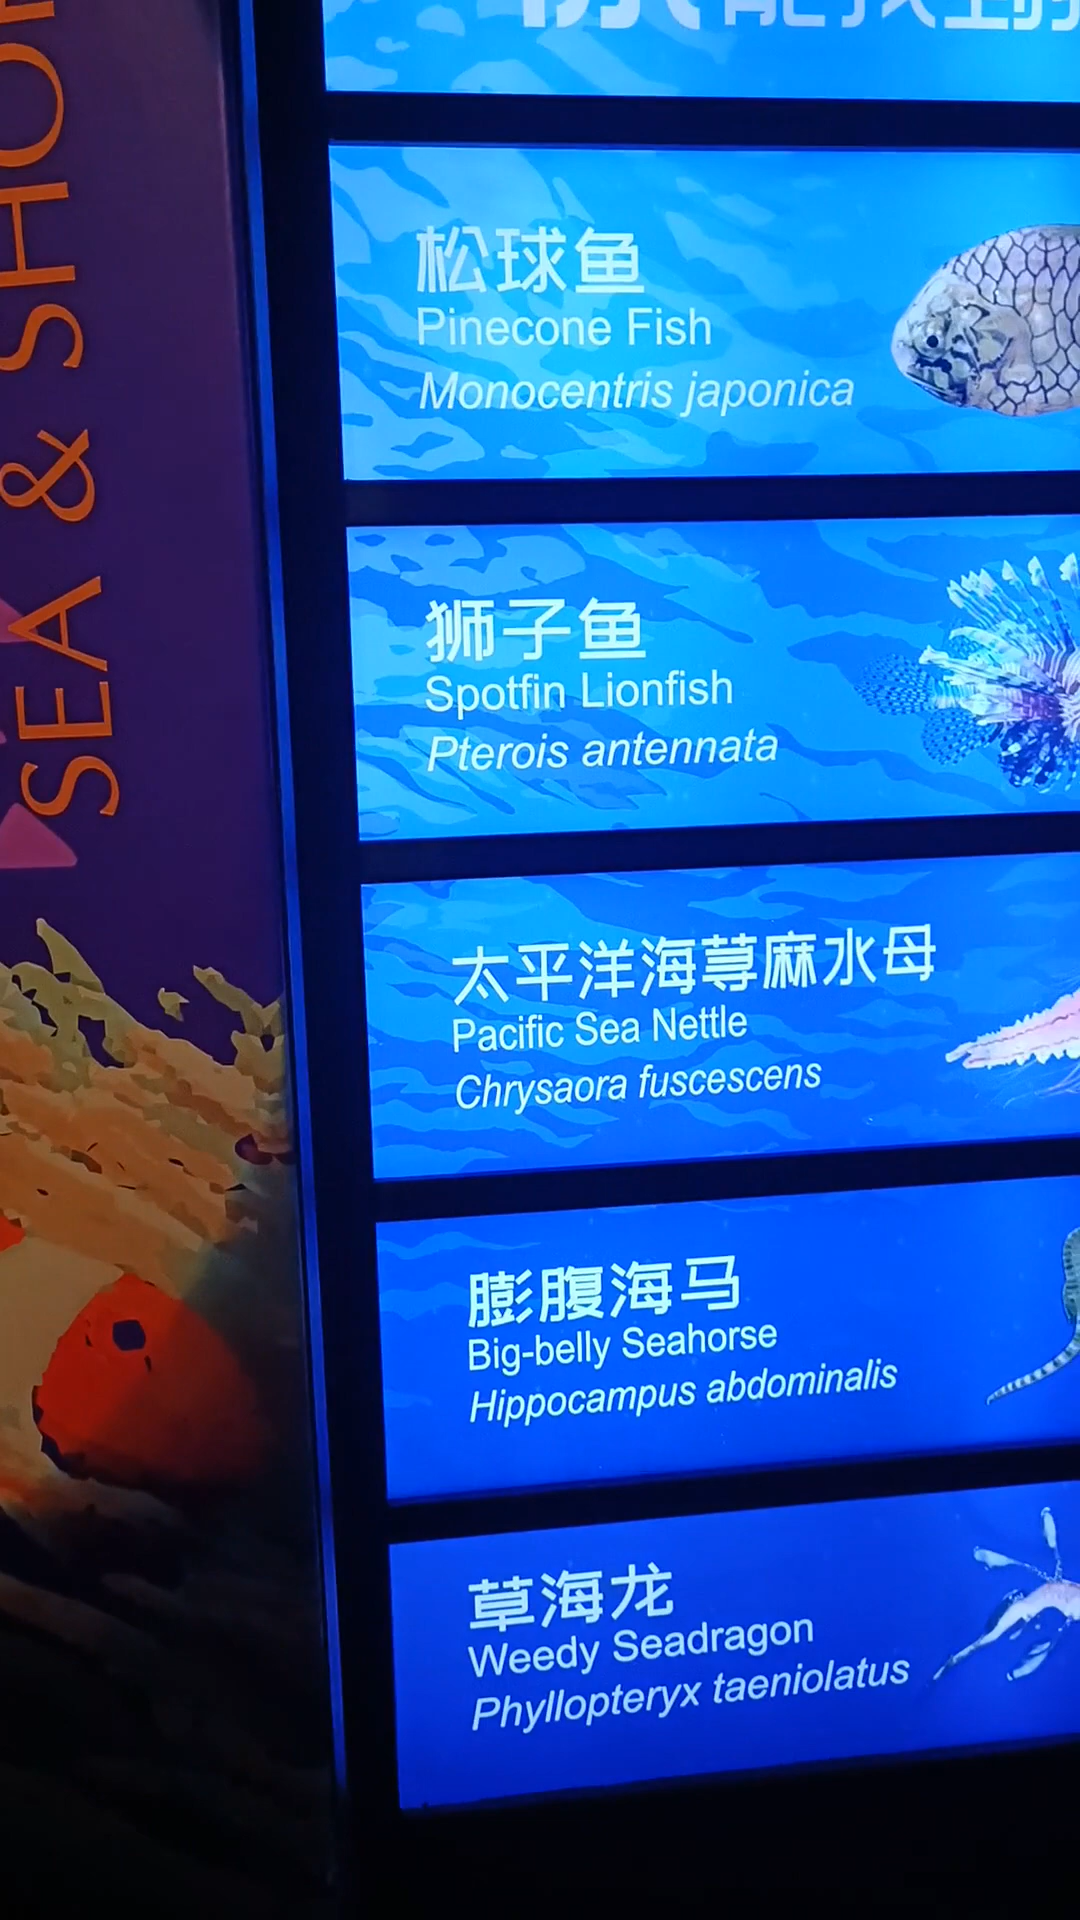 SEA & SHO
松球鱼
Pinecone Fish
Monocentris japonica
狮子鱼
Spotfin Lionfish
Pterois antennata
太平洋海荨麻水母
Pacific Sea Nettle
Chrysaora fuscescens
膨腹海马
Big-belly Seahorse
Hippocampus abdominalis
草海龙
Weedy Seadragon
Phyllopteryx taeniolatus